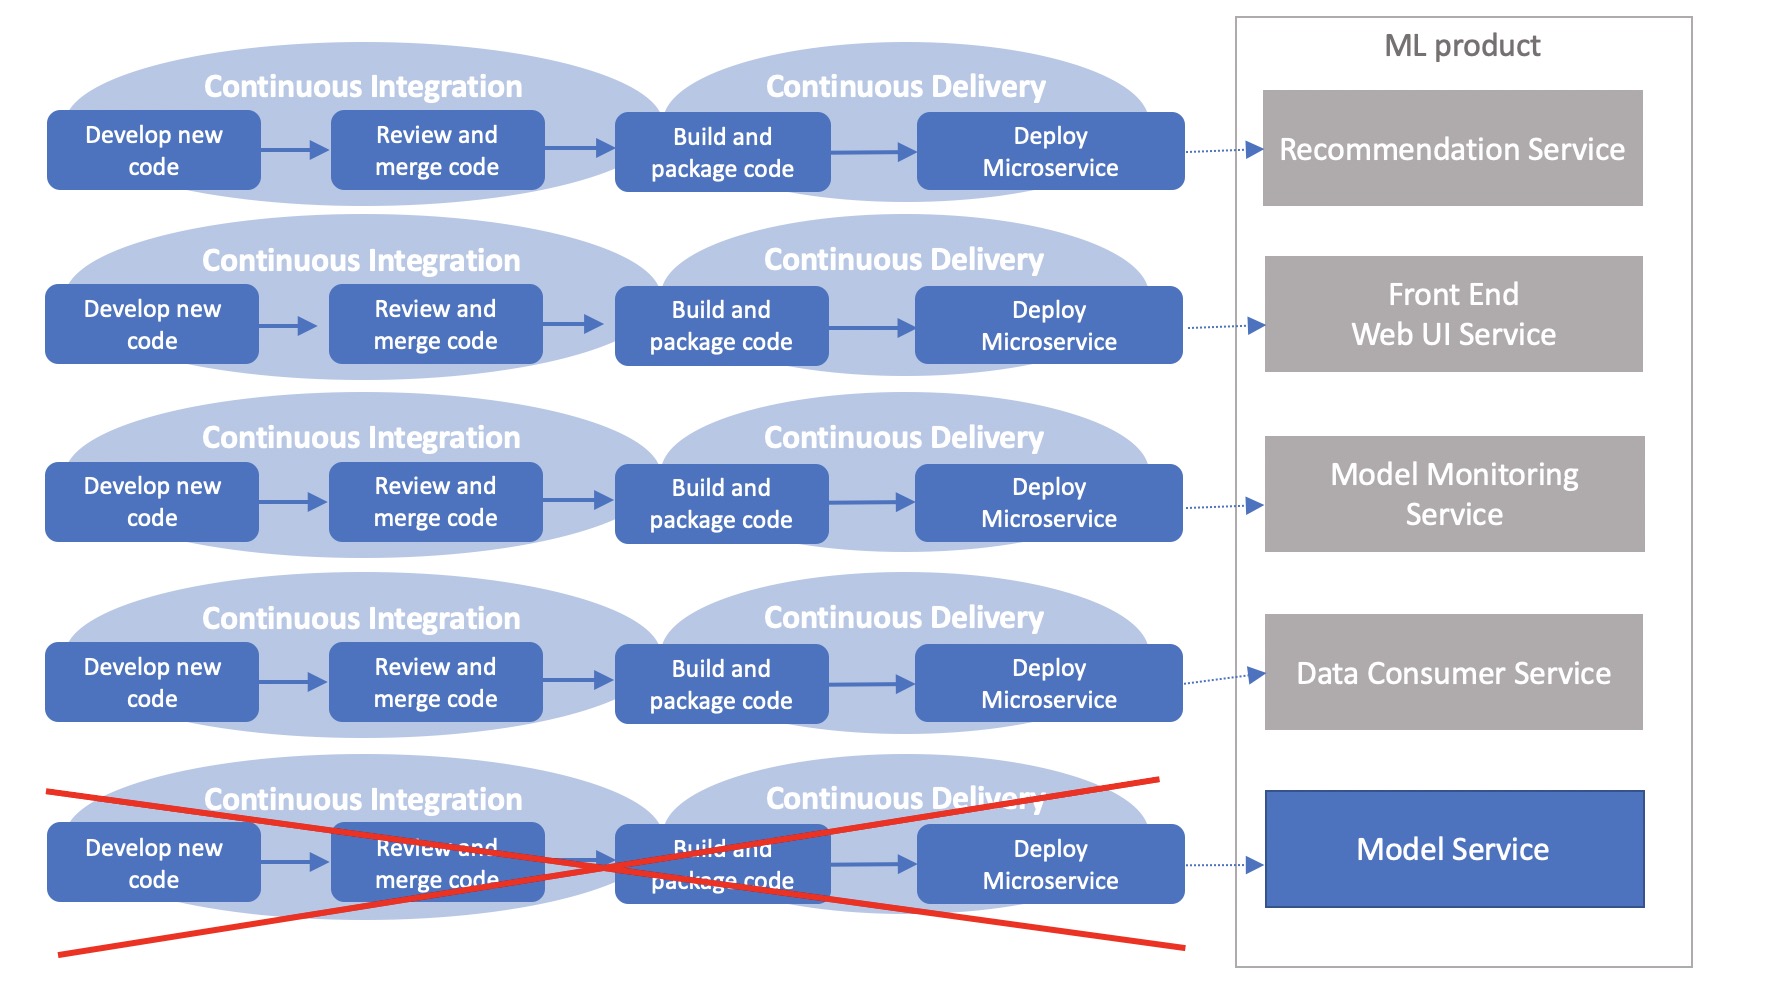 ML product
Continuous Integration
Continuous Delivery
Develop new
code
Review and
merge code
Build and
package code
Deploy
Microservice
Recommendation Service
Continuous Integration
Continuous Delivery
Develop new
code
Review and
merge code
Build and
package code
Deploy
Microservice
Front End
Web UI Service
Continuous Integration
Continuous Delivery
Develop new
code
Review and
merge code
Build and
package code
Deploy
Microservice
Model Monitoring
Service
Continuous Integration
Continuous Delivery
Develop new
code
Review and
merge code
Build and
package code
Deploy
Microservice
Data Consumer Service
Continuous Integration
Continuous Delivery
Develop new
code
Review and
merge code
Build and
package code
Deploy
Microservice
Model Service